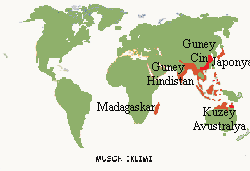 Guney
Cin
Japonya
Guney
Hindistan
Madagaskar
Kuzey
Avustralya
MUSON IKLIMI